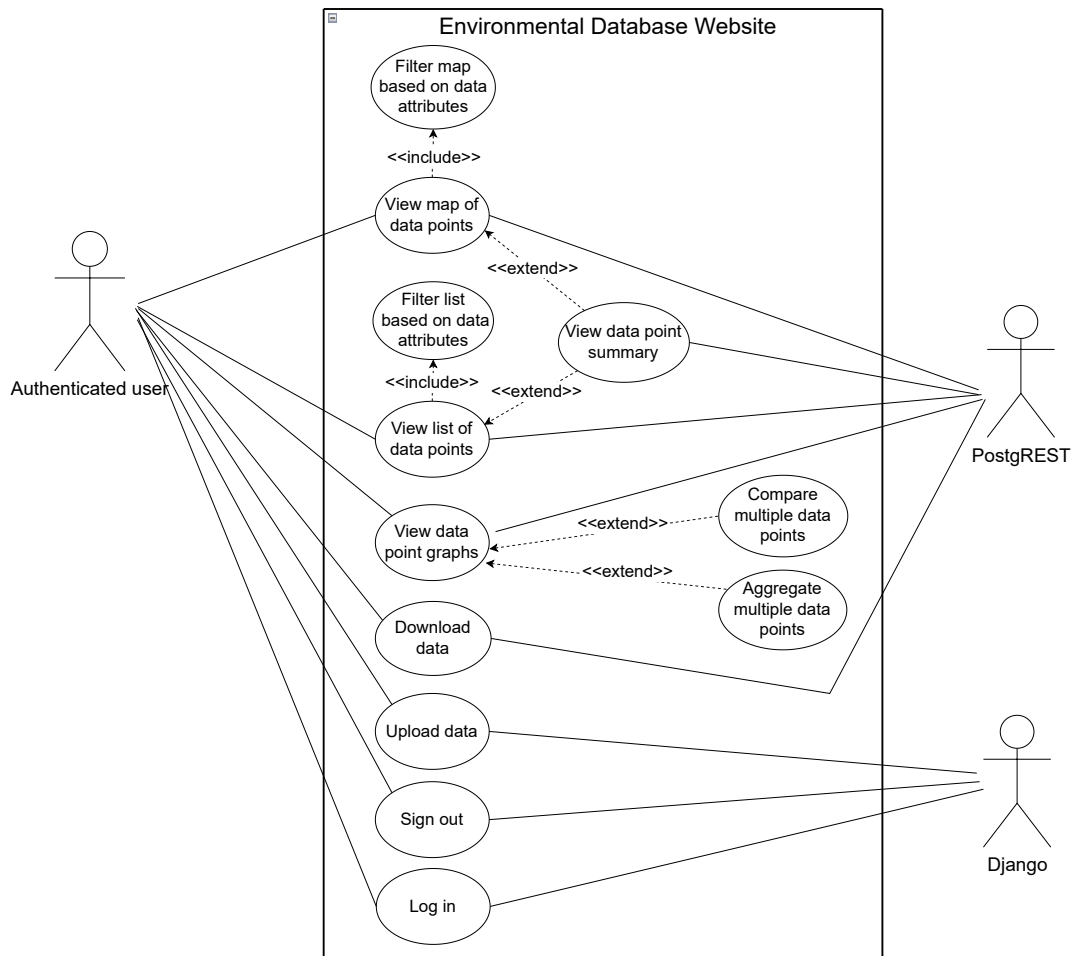 Environmental Database Website
Filter map
based on data
attributes
<<include>>
View map of
data points
<<extend>>
Filter list
based on data
attributes
View data point
summary
<<include>>
<<extend>>
Authenticated user
View list of
data points
PostgREST
Compare
multiple data
points
<<extend>>
View data
point graphs
<<extend>>
Aggregate
multiple data
points
Download
data
Upload data
Sign out
Django
Log in